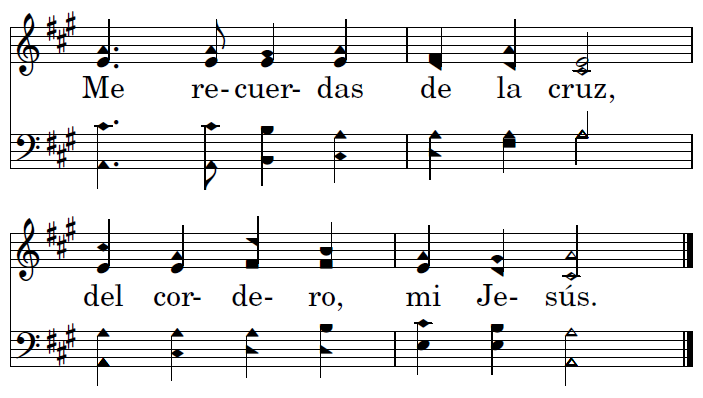 Me re- cuer- das de la cruz,
del cor- de- ro, mi Je- sús.